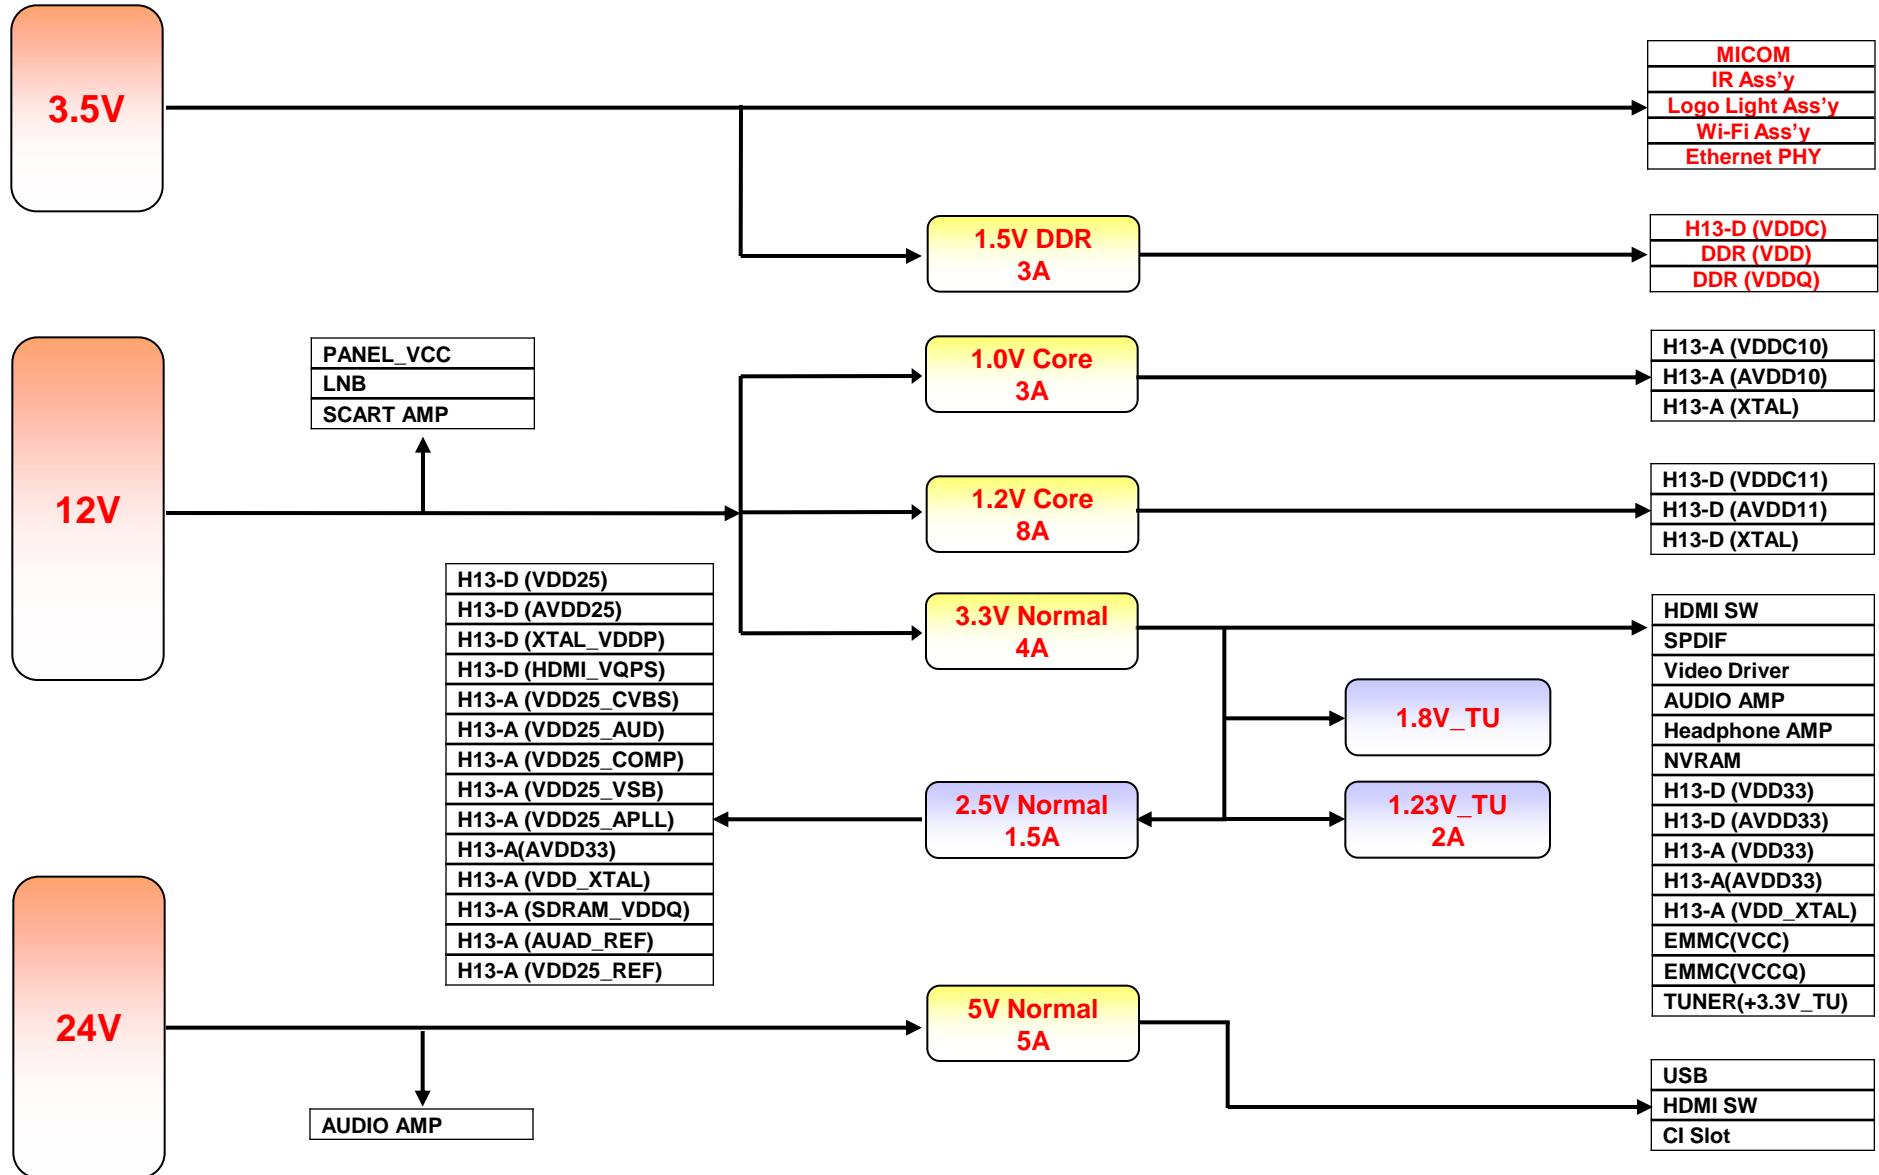 3.5V
MICOM
IR Ass’y
Logo Light Ass’y
Wi-Fi Ass’y
Ethernet PHY
1.5V DDR
3A
H13-D (VDDC)
DDR (VDD)
DDR (VDDQ)
12V
PANEL_VCC
LNB
SCART AMP
1.0V Core
3A
H13-A (VDDC10)
H13-A (AVDD10)
H13-A (XTAL)
1.2V Core
8A
H13-D (VDDC11)
H13-D (AVDD11)
H13-D (XTAL)
3.3V Normal
4A
HDMI SW
SPDIF
Video Driver
AUDIO AMP
Headphone AMP
NVRAM
H13-D (VDD33)
H13-D (AVDD33)
H13-A (VDD33)
H13-A(AVDD33)
H13-A (VDD_XTAL)
EMMC(VCC)
EMMC(VCCQ)
TUNER(+3.3V_TU)
1.8V_TU
1.23V_TU
2A
2.5V Normal
1.5A
H13-D (VDD25)
H13-D (AVDD25)
H13-D (XTAL_VDDP)
H13-D (HDMI_VQPS)
H13-A (VDD25_CVBS)
H13-A (VDD25_AUD)
H13-A (VDD25_COMP)
H13-A (VDD25_VSB)
H13-A (VDD25_APLL)
H13-A(AVDD33)
H13-A (VDD_XTAL)
H13-A (SDRAM_VDDQ)
H13-A (AUAD_REF)
H13-A (VDD25_REF)
24V
AUDIO AMP
5V Normal
5A
USB
HDMI SW
CI Slot